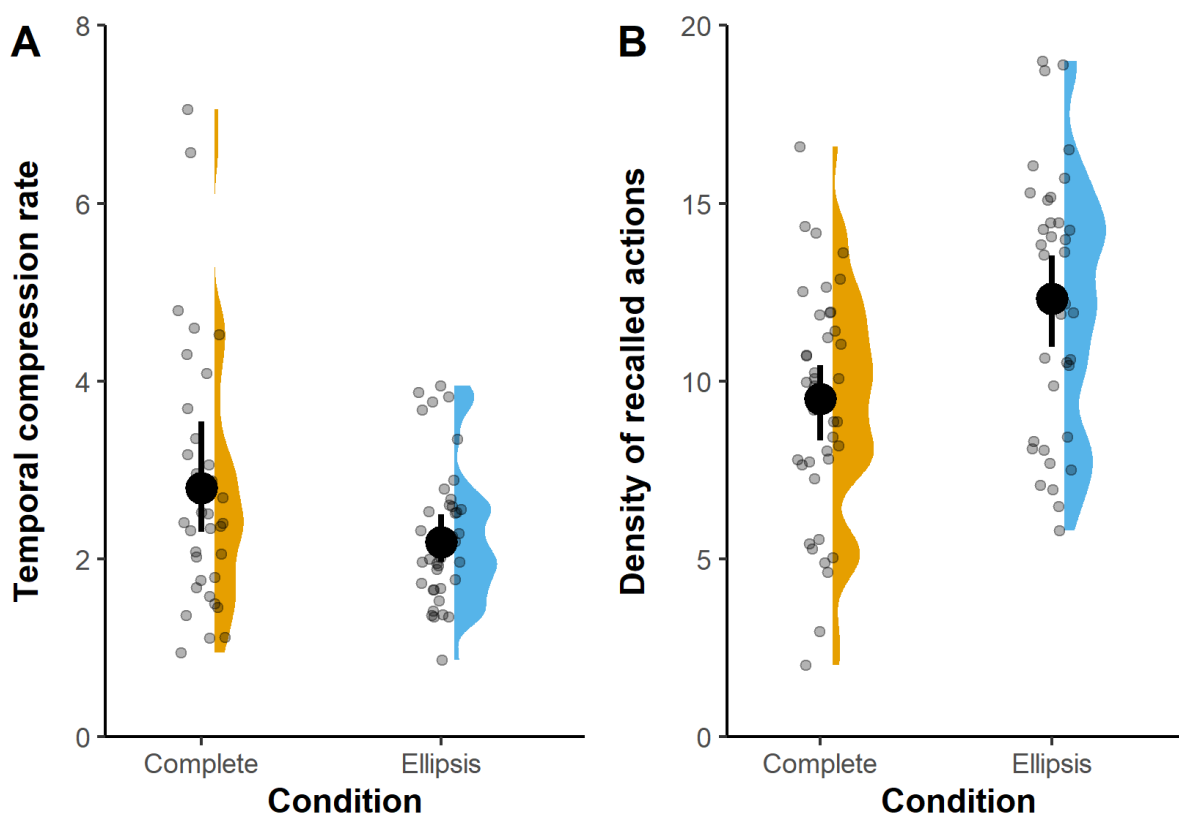 A
Temporal compression rate
8
6
4
2
0
Complete
Ellipsis
Condition
B
Density of recalled actions
20
15
10
5
0
Complete
Ellipsis
Condition